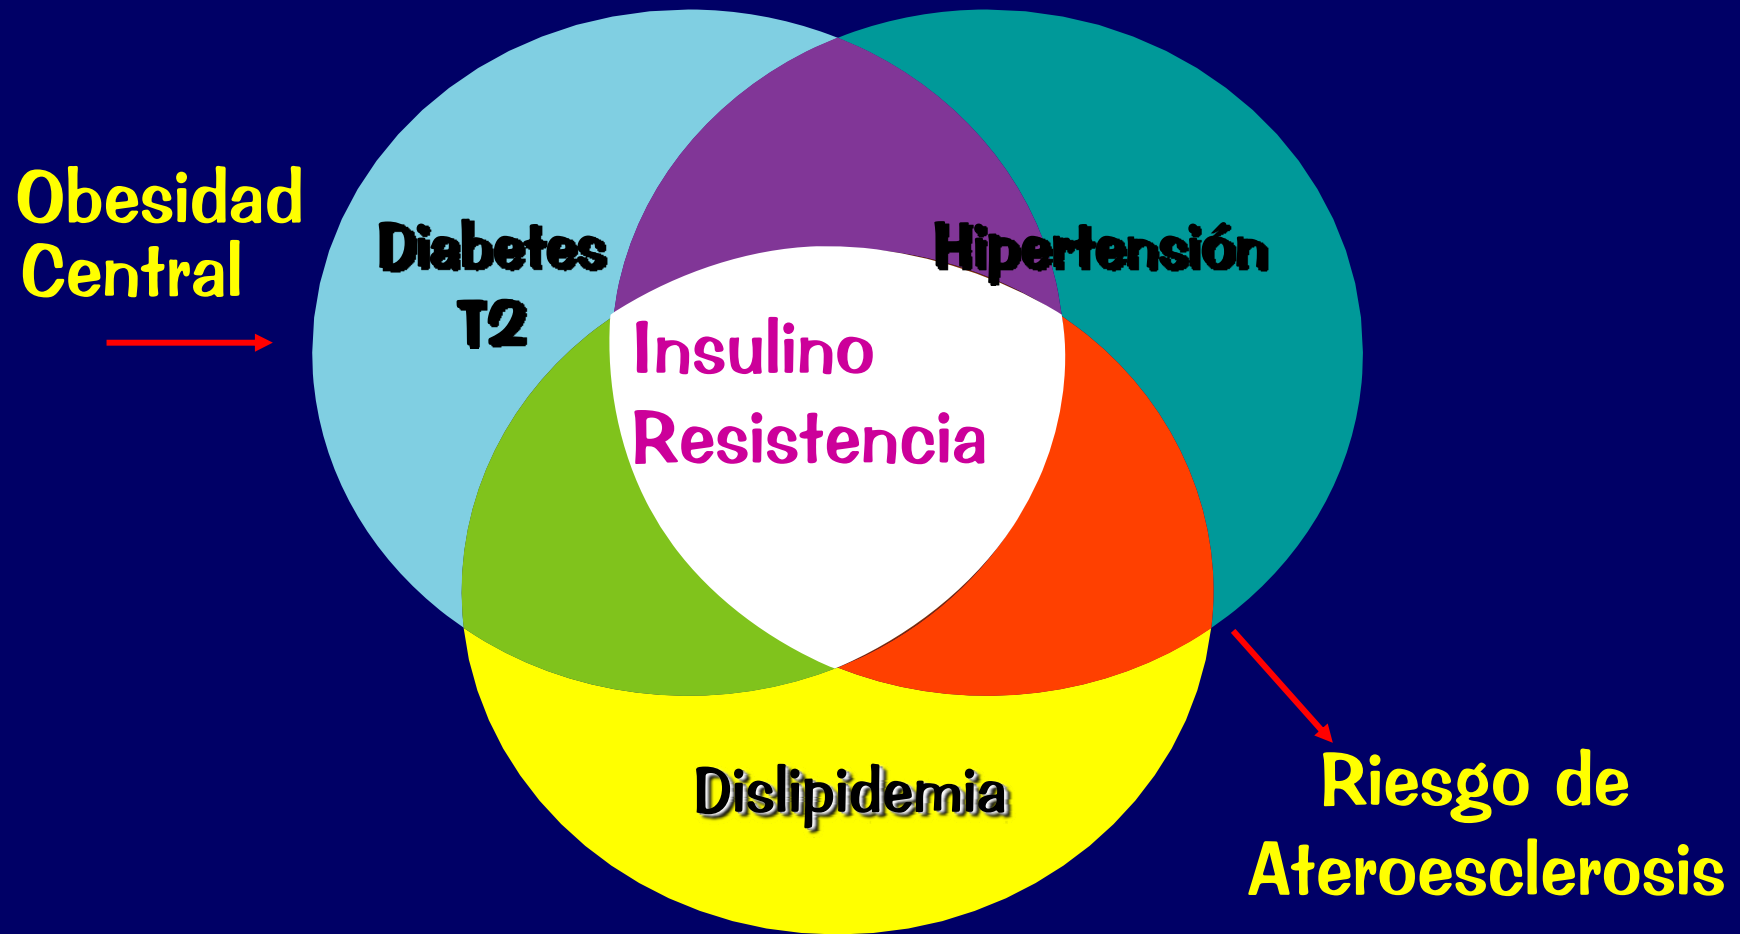 Obesidad
Central
Diabetes
T2
Hipertensión
Insulino
Resistencia
Dislipidemia
Riesgo de
Ateroesclerosis